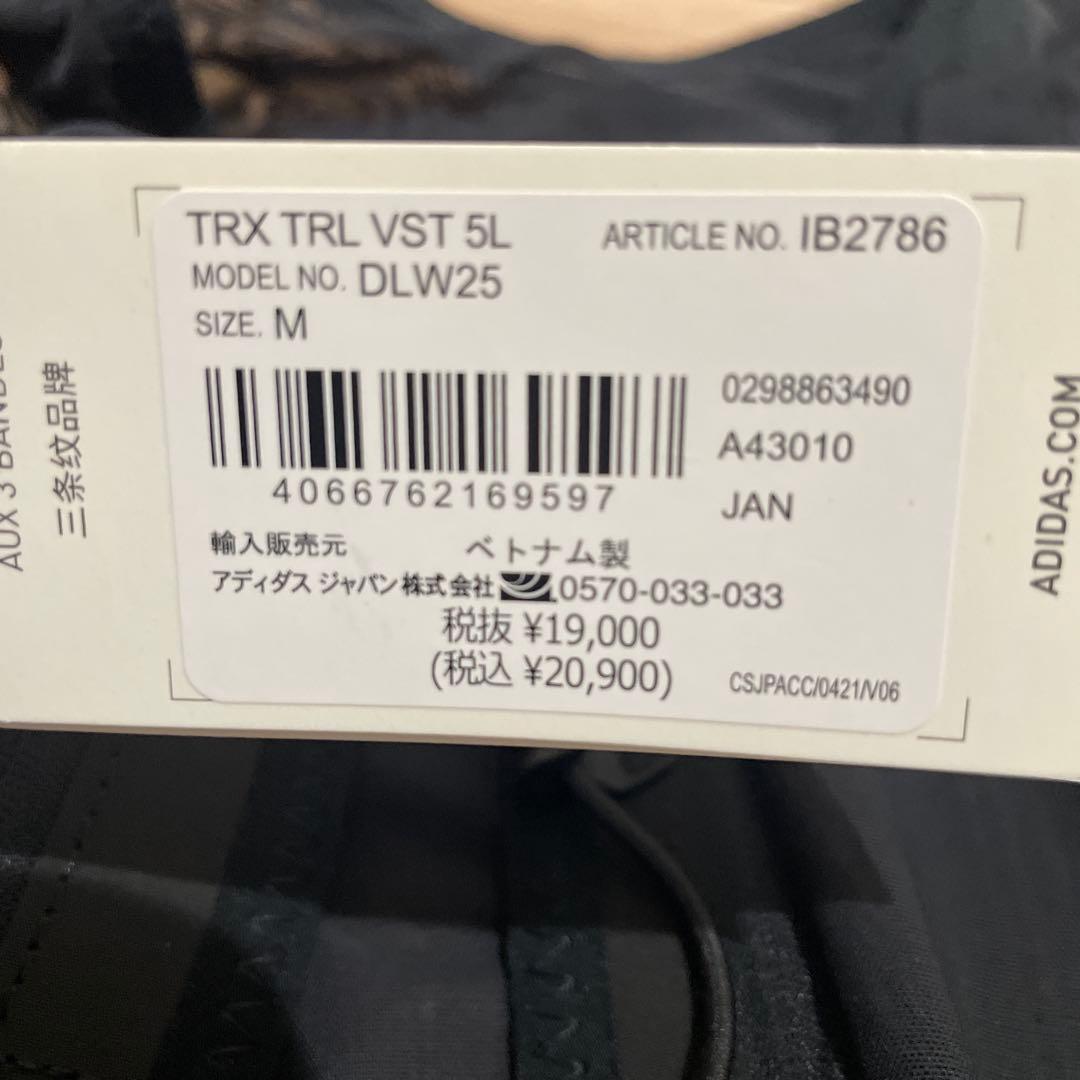 TRX TRL VST 5L
ARTICLE NO. IB2786
MODEL NO. DLW25
SIZE. M
0298863490
A43010
4066762169597
JAN
輸入販売元
ベトナム製
アディダス ジャパン株式会社
0570-033-033
税抜 ¥19,000
(税込 ¥20,900)
CSJPACC/0421/V06
AUX 3
三条纹品牌
ADIDAS.COM